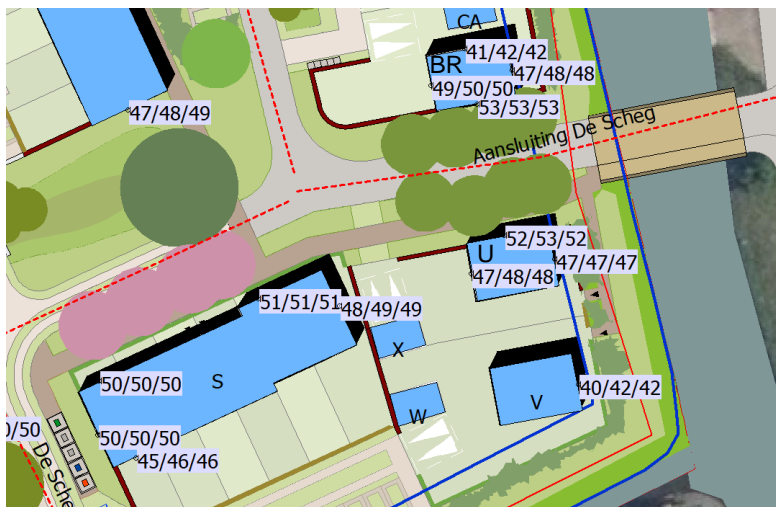 CA
41/42/42
BR
47/48/48
49/50/50
53/53/53
47/48/49
Aansluiting De Scheg
52/53/52
U
47/47/47
47/48/48
51/51/51
48/49/49
X
50/50/50
S
40/42/42
V
W
0/50
50/50/50
45/46/46
De Sche